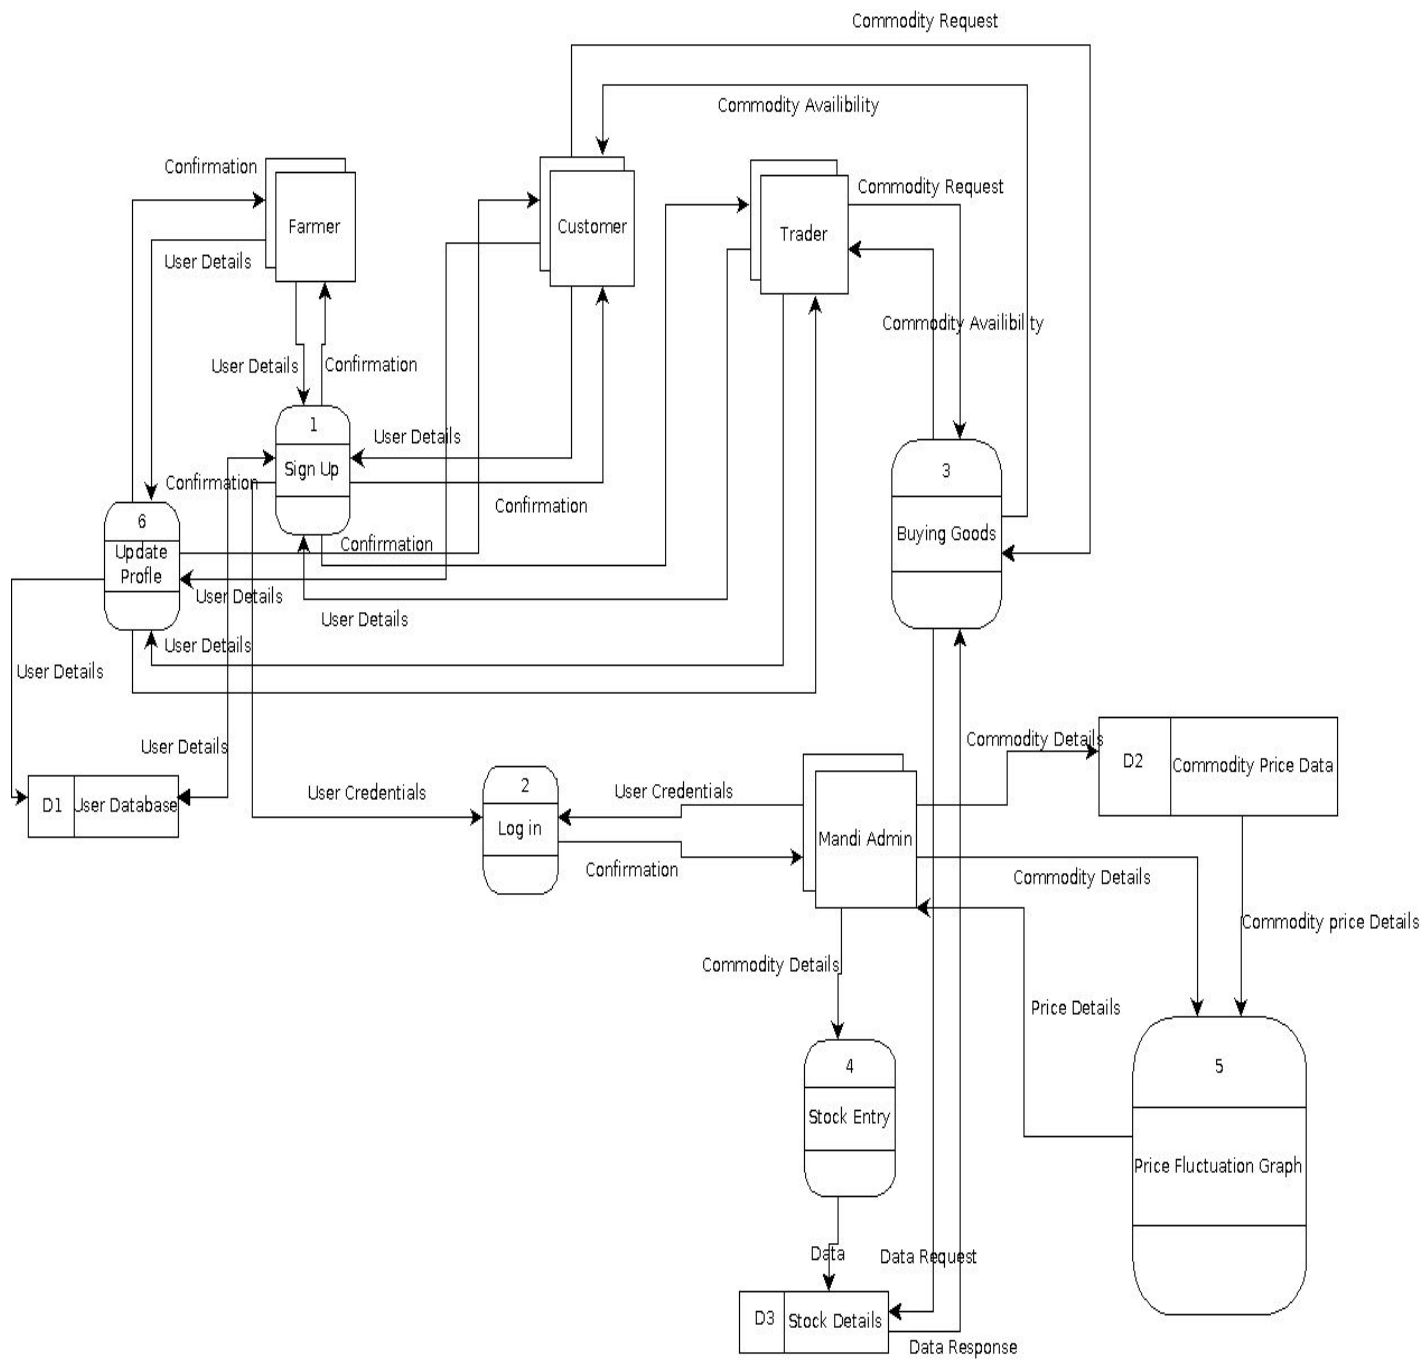 Commodity Request
Commodity Availibility
Confirmation
Farmer
User Details
Customer
Commodity Request
Trader
Commodity Availibility
User Details
Confirmation
1
Sign Up
User Details
Confirmation
Confirmation
Confirmation
6
Update
Profle
User Details
User Details
User Details
User Details
User Details
D1
User Database
3
Buying Goods
User Credentials
2
Log in
User Credentials
Confirmation
Mandi Admin
Commodity Details
D2
Commodity Price Data
Commodity Details
Commodity price Details
Commodity Details
Price Details
4
Stock Entry
5
Price Fluctuation Graph
Data
Data Request
D3
Stock Details
Data Response